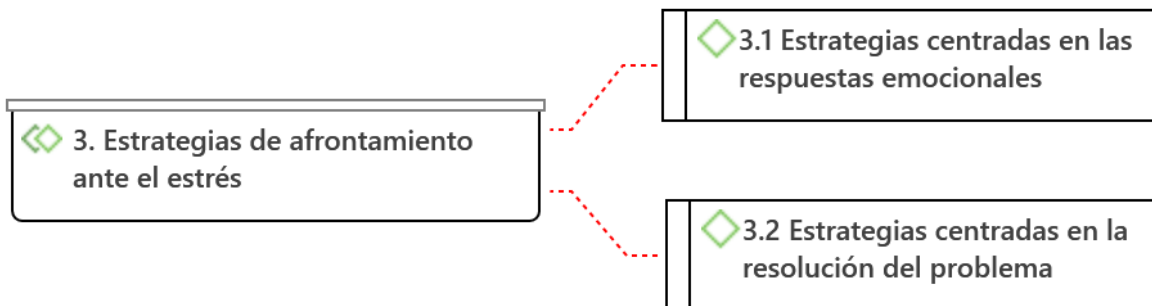 3. Estrategias de afrontamiento
ante el estrés
3.1 Estrategias centradas en las
respuestas emocionales
3.2 Estrategias centradas en la
resolución del problema